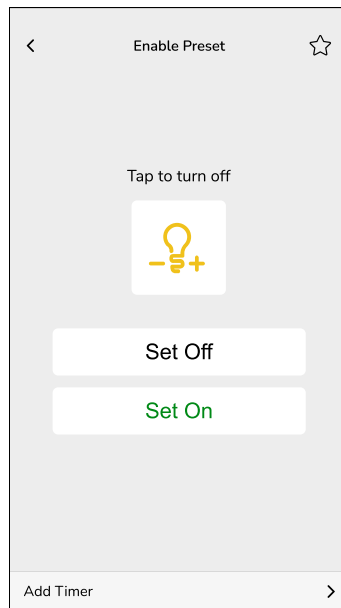 Enable Preset
Tap to turn off
Set Off
Set On
Add Timer